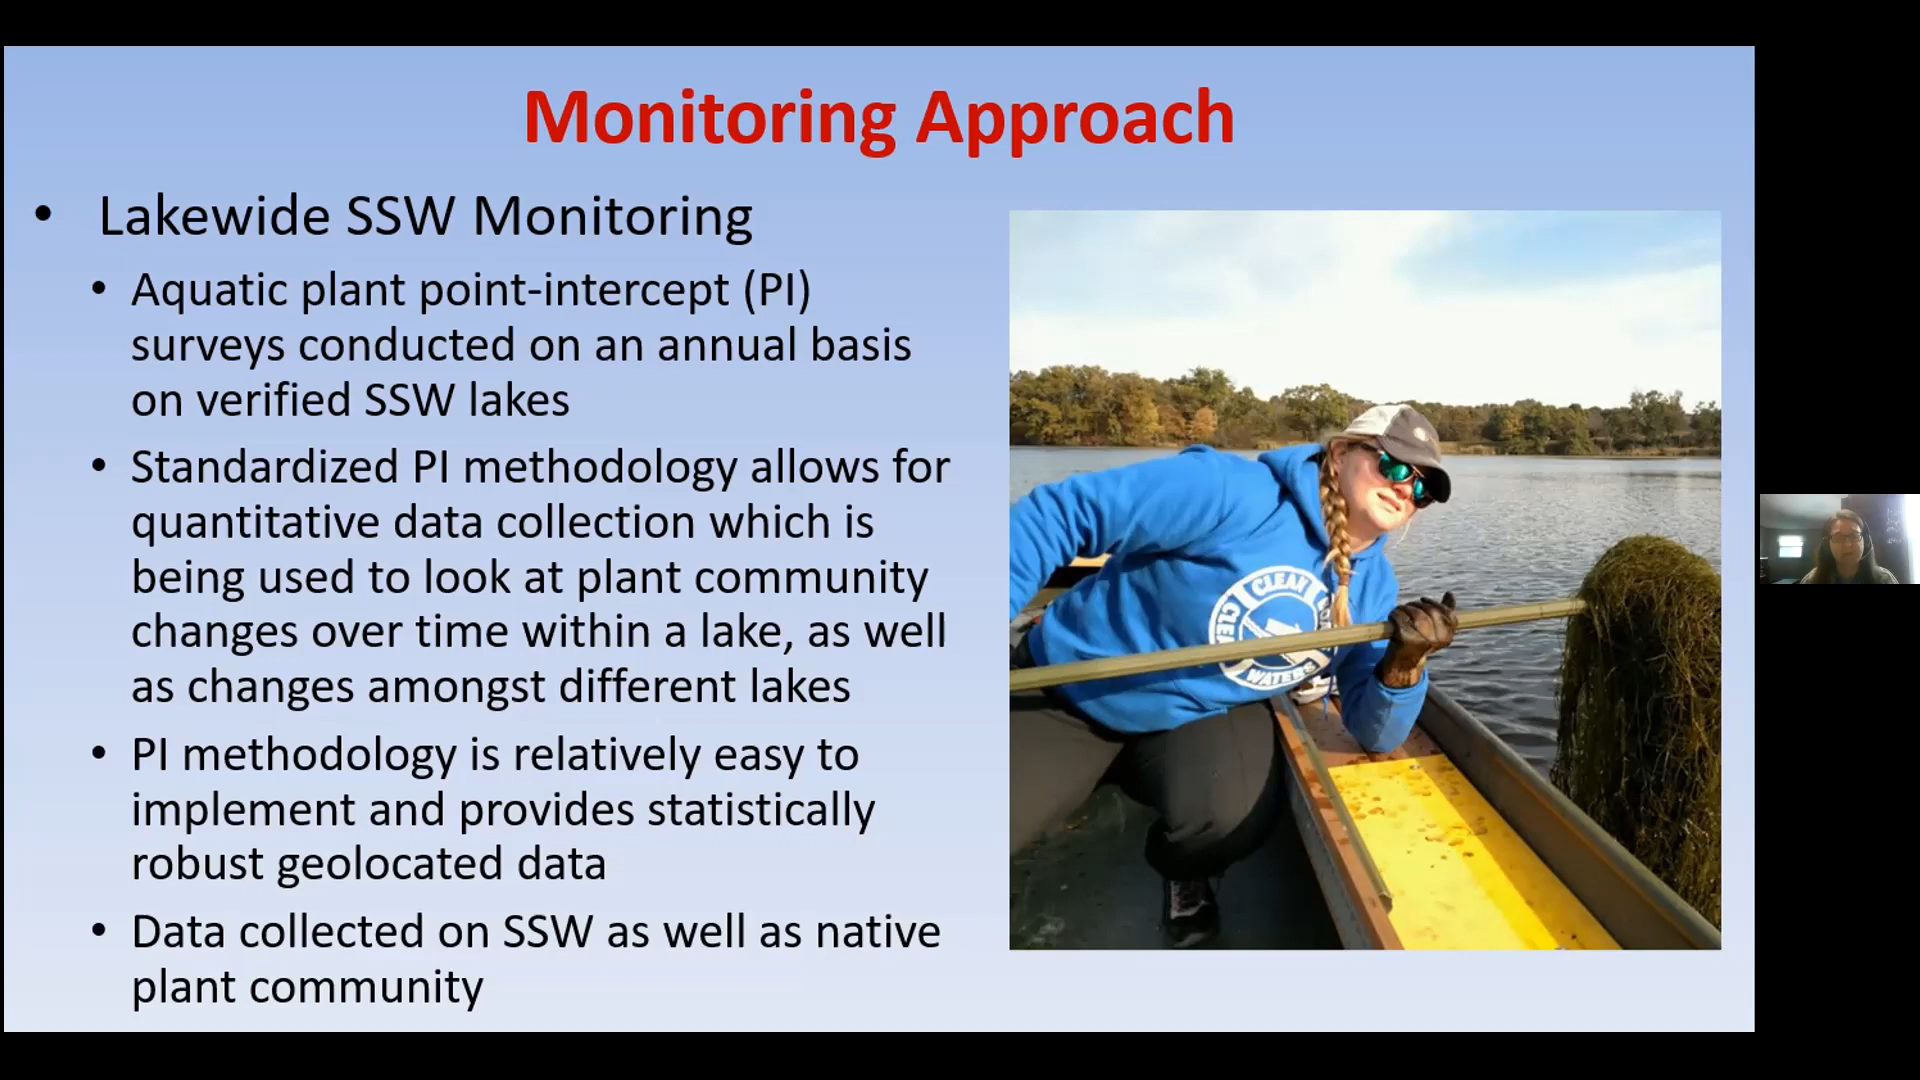 Monitoring Approach
• Lakewide SSW Monitoring
• Aquatic plant point-intercept (PI)
surveys conducted on an annual basis
on verified SSW lakes
• Standardized PI methodology allows for
quantitative data collection which is
being used to look at plant community
changes over time within a lake, as well
as changes amongst different lakes
• PI methodology is relatively easy to
implement and provides statistically
robust geolocated data
• Data collected on SSW as well as native
plant community
CLEAN
WATERS